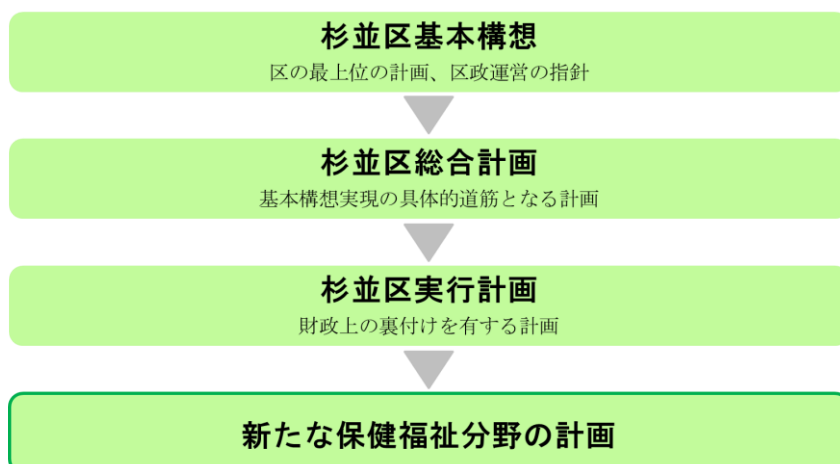 杉並区基本構想
区の最上位の計画、区政運営の指針
杉並区総合計画
基本構想実現の具体的道筋となる計画
杉並区実行計画
財政上の裏付けを有する計画
新たな保健福祉分野の計画